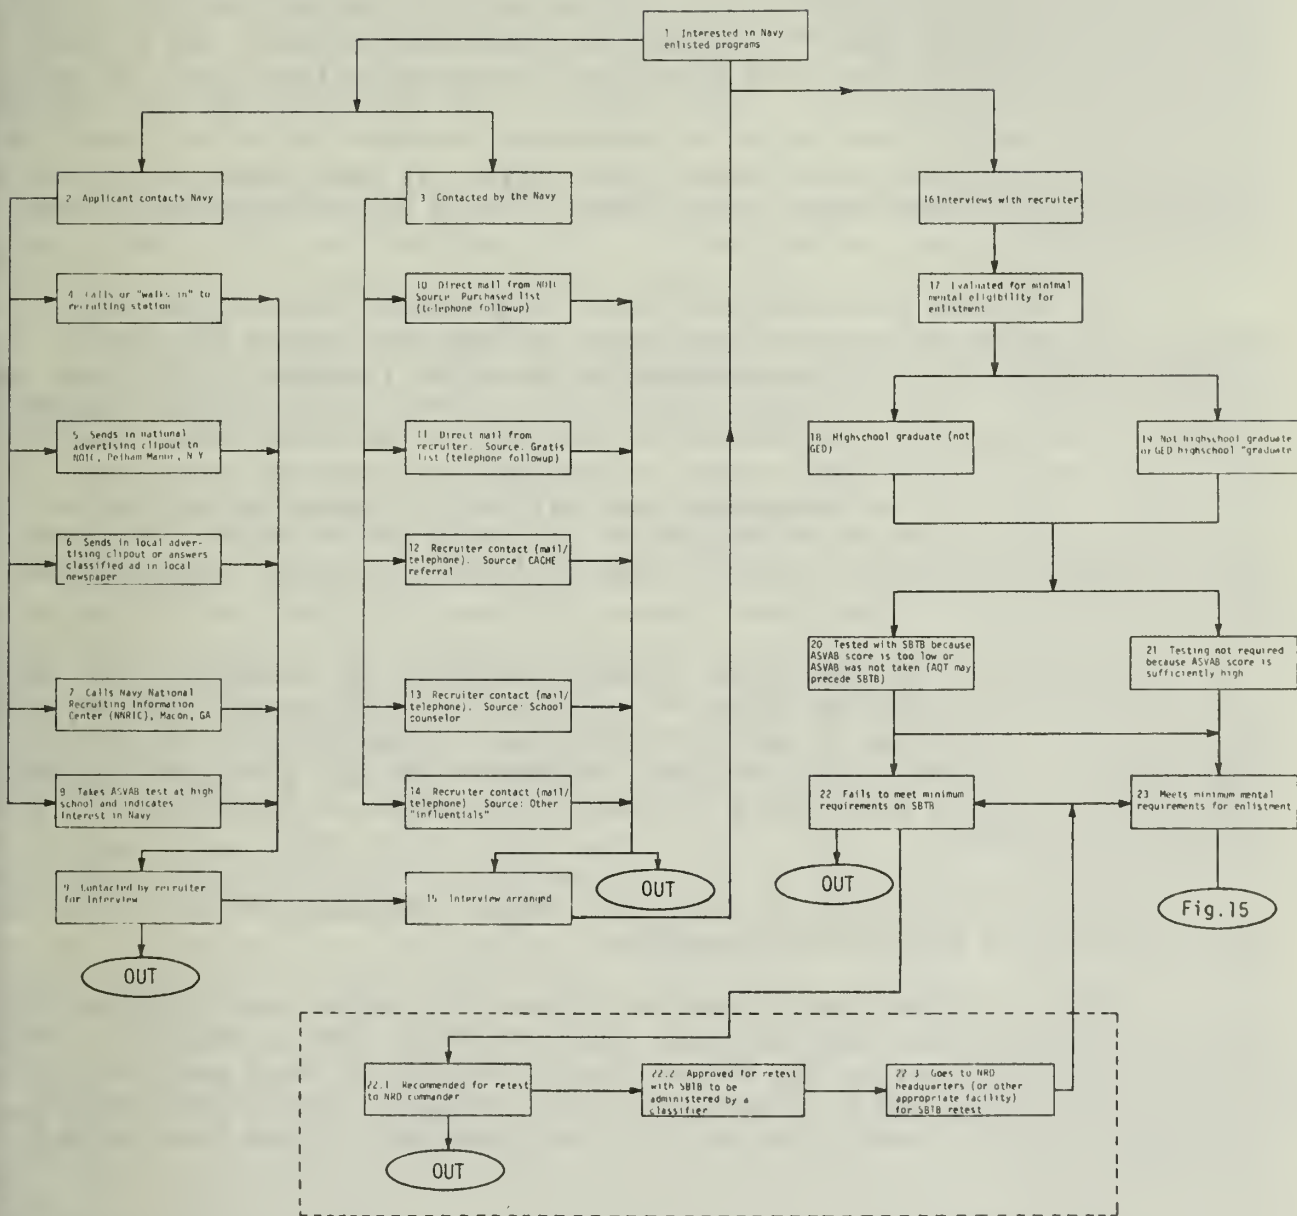 1 Interested in Navy
enlisted programs
2 Applicant contacts Navy
3 Contacted by the Navy
4 Calls or "walks in" to
recruiting station
5 Sends in national
advertising clipout to
NOIC, Pelham Manor, N Y
6 Sends in local adver-
tising clipout or answers
classified ad in local
newspaper
7 Calls Navy National
Recruiting Information
Center (NNRIC), Macon, GA
Takes ASVAB test at high
school and indicates
Interest in Navy
9 Contacted by recruiter
for Interview
OUT
10 Direct mail from NOIC
Source Purchased list
(telephone followup)
11 Direct mail from
recruiter. Source. Gratis
list (telephone followup)
12 Recruiter contact (mail/
telephone). Source CACHE
referral
13 Recruiter contact (mail/
telephone). Source: School
counselor
14 Recruiter contact (mail/
telephone) Source: Other
"influentials"
15 Interview arranged
OUT
16 Interviews with recruiter
17 Evaluated for minimal
mental eligibility for
enlistment
18 Highschool graduate (not
GED)
19 Not highschool graduate
or GED highschool "graduate
20 Tested with SBTB because
ASVAB score is too low or
ASVAB was not taken (AQT may
precede SBTB)
21 Testing not required
because ASVAB score is
sufficiently high
22 Fails to meet minimum
requirements on SBTB
23 Meets minimum mental
requirements for enlistment
OUT
Fig.15
22.1 Recommended for retest
to NRD commander
22.2 Approved for retest
with SBTB to be
administered by a
classifier
22 3 Goes to NRD
headquarters (or other
appropriate facility)
for SBTB retest
OUT